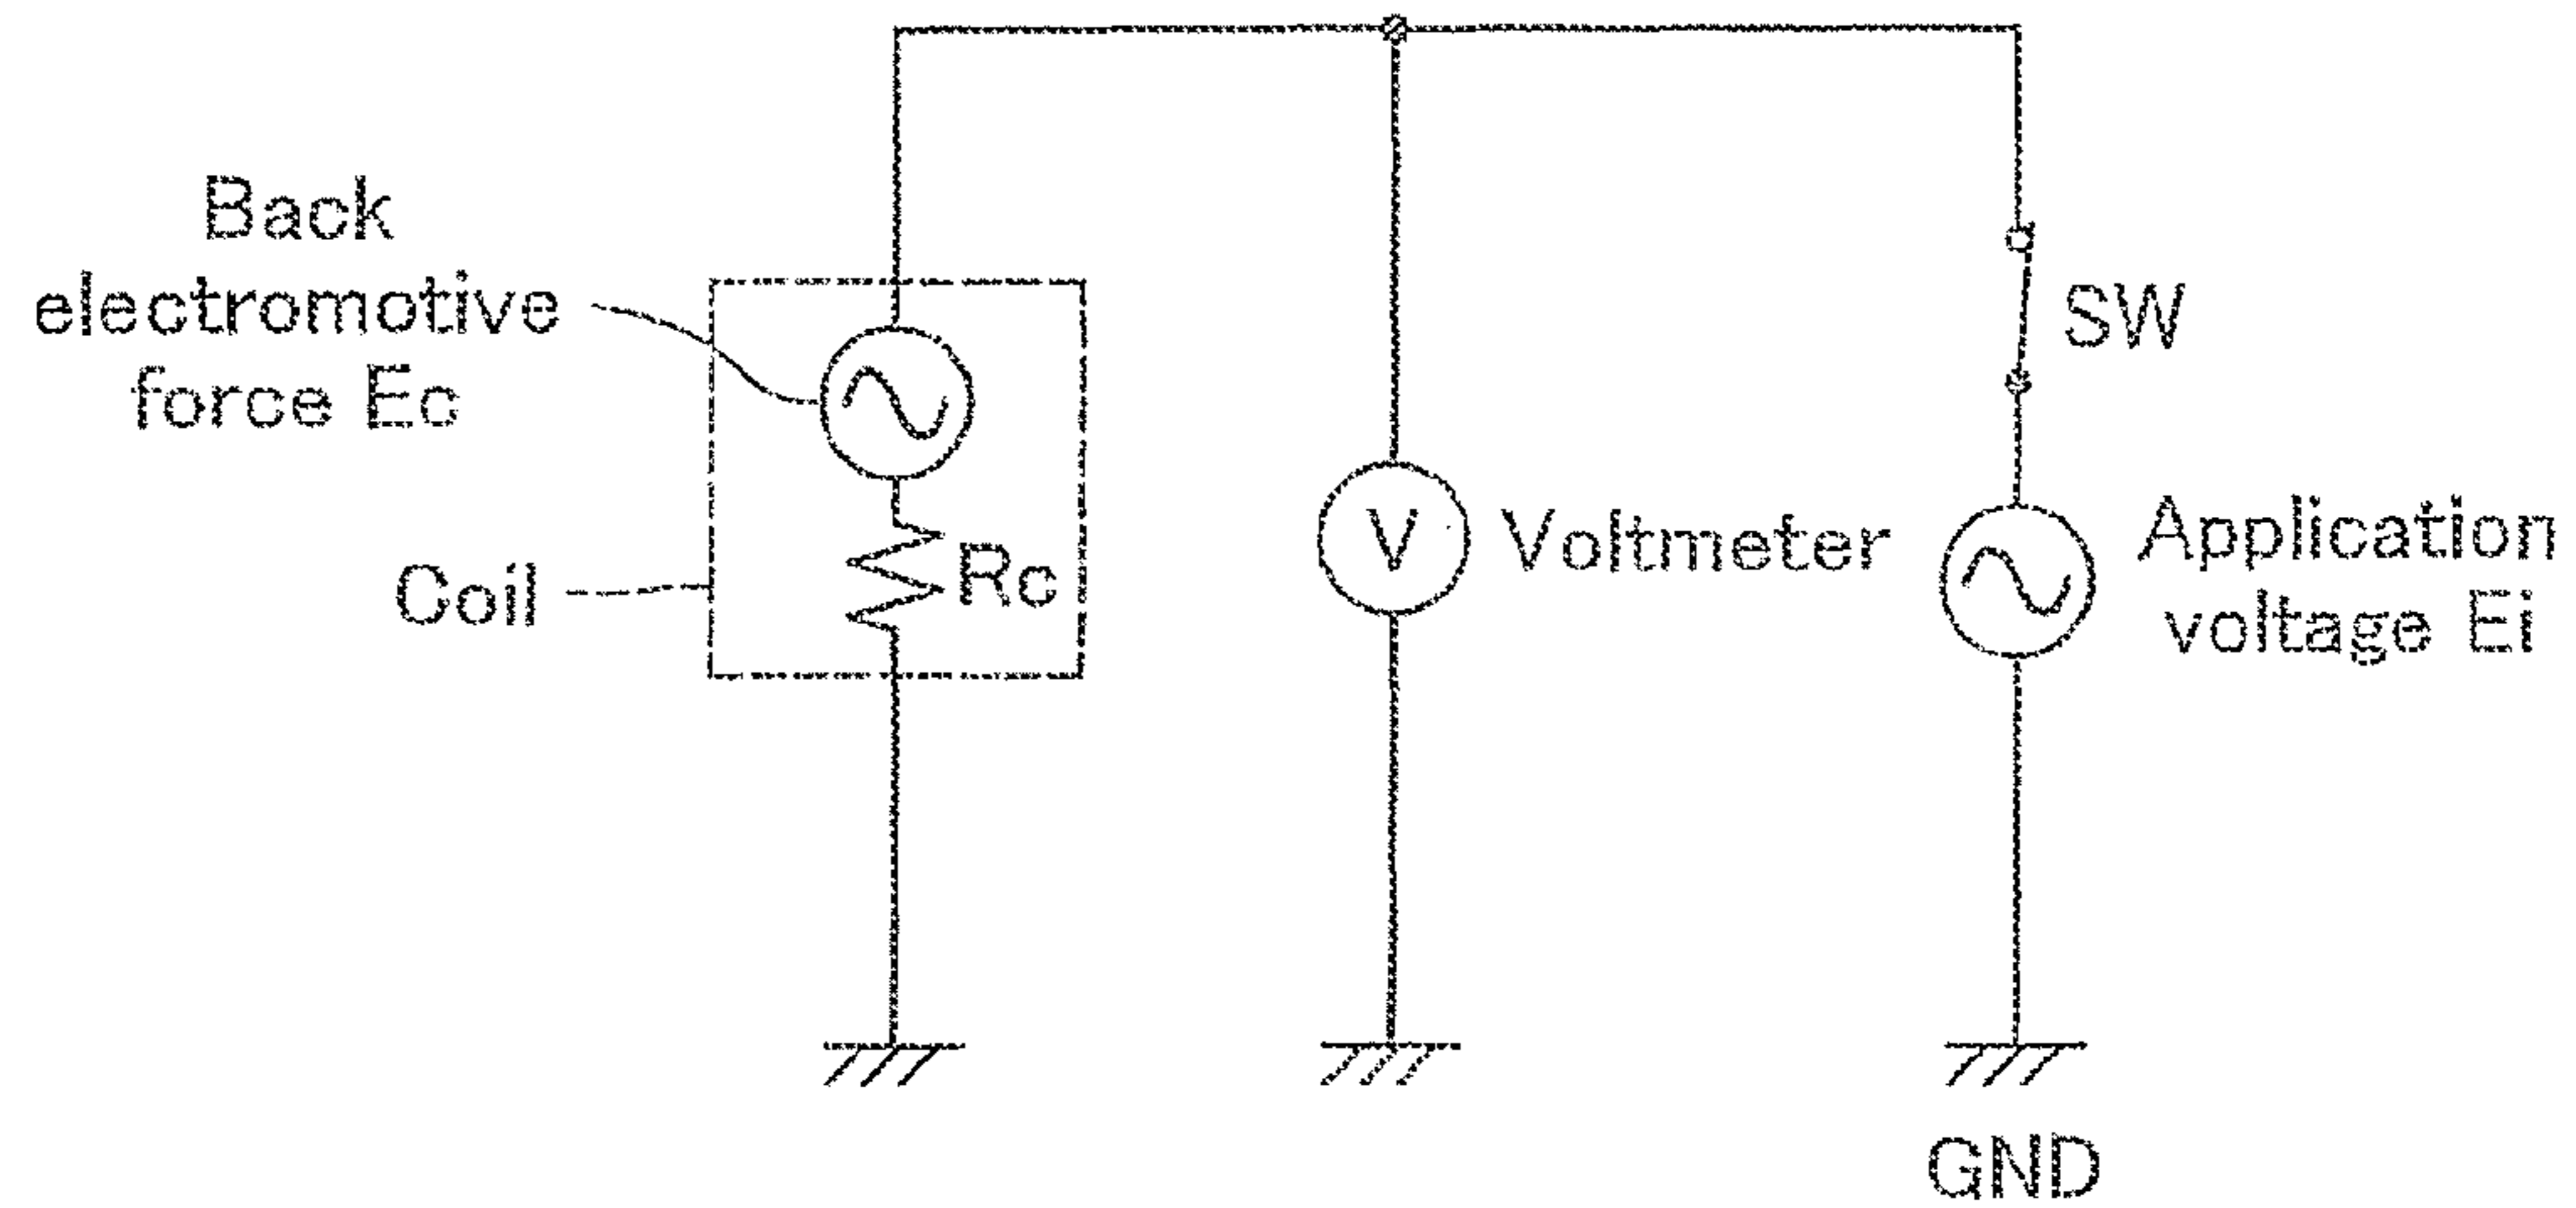 Back
electromotive
force Ec
Coil
Rc
V
Voltmeter
SW
Application
voltage Ei
GND